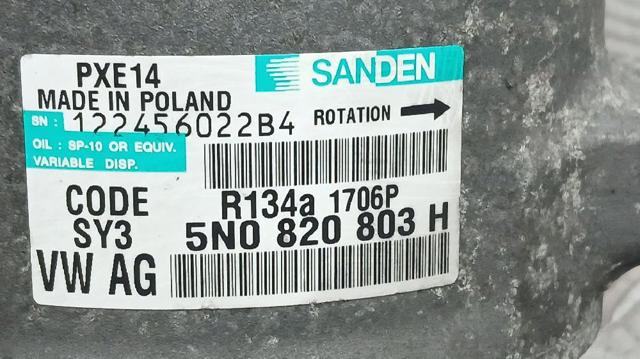 PXE14
SANDEN
MADE IN POLAND
SN : 122456022B4
ROTATION
OIL : SP-10 OR EQUIV.
VARIABLE DISP.
CODE
R134a 1706P
SY3
5N0 820 803 H
VW AG